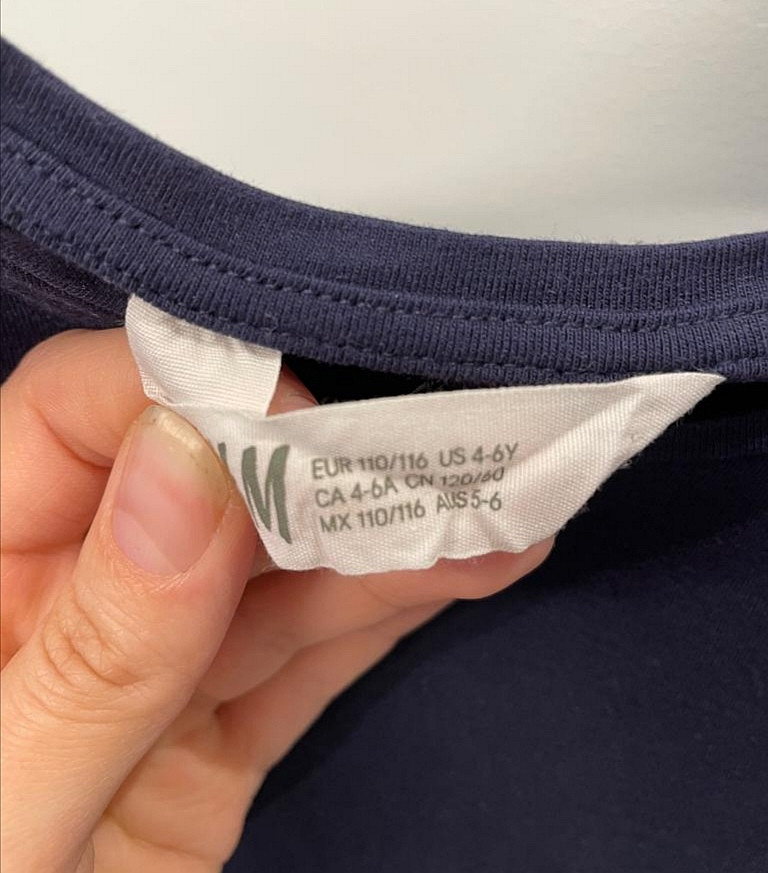 M
EUR 110/116 US 4-6Y
CA 4-6A CN 120/60
MX 110/116 AUS 5-6